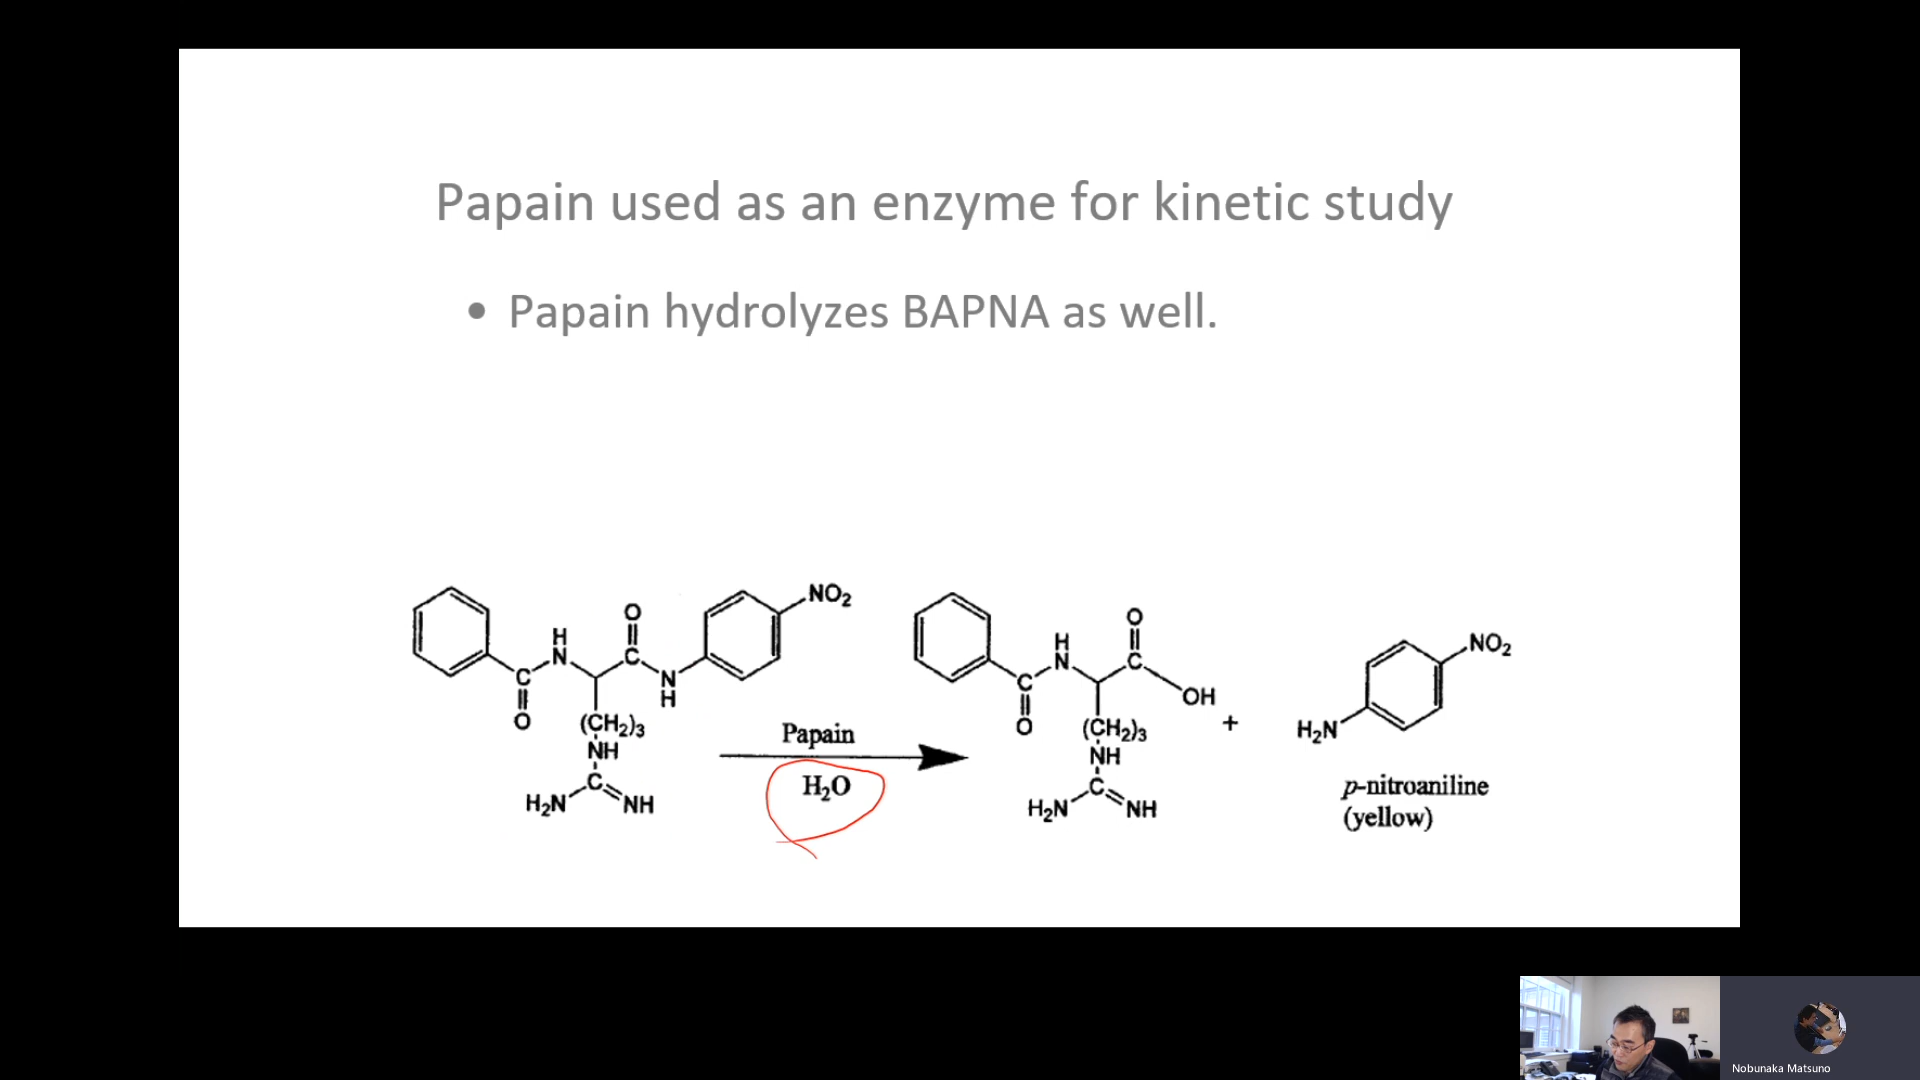 Papain used as an enzyme for kinetic study
• Papain hydrolyzes BAPNA as well.
NO2
O
H
N
C
N
H
C
O
(CH2)3
NH
C
H2N
NH
Papain
H2O
O
H
N
C
C
OH
O
(CH2)3
NH
C
H2N
NH
+
NO2
H2N
p-nitroaniline
(yellow)
Nobunaka Matsuno